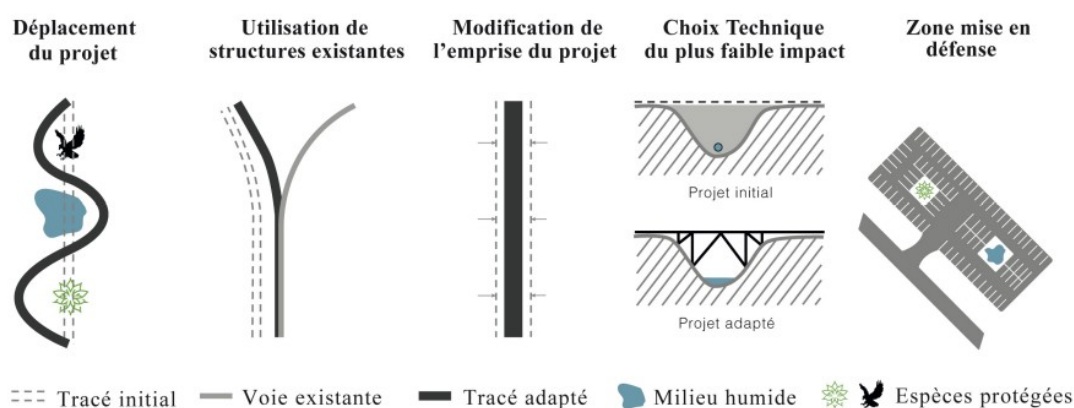 Déplacement
du projet
Utilisation de
structures existantes
Modification de
l'emprise du projet
Choix Technique
du plus faible impact
Zone mise en
défense
Projet initial
Projet adapté
Tracé initial
Voie existante
Tracé adapté
Milieu humide
Espèces protégées